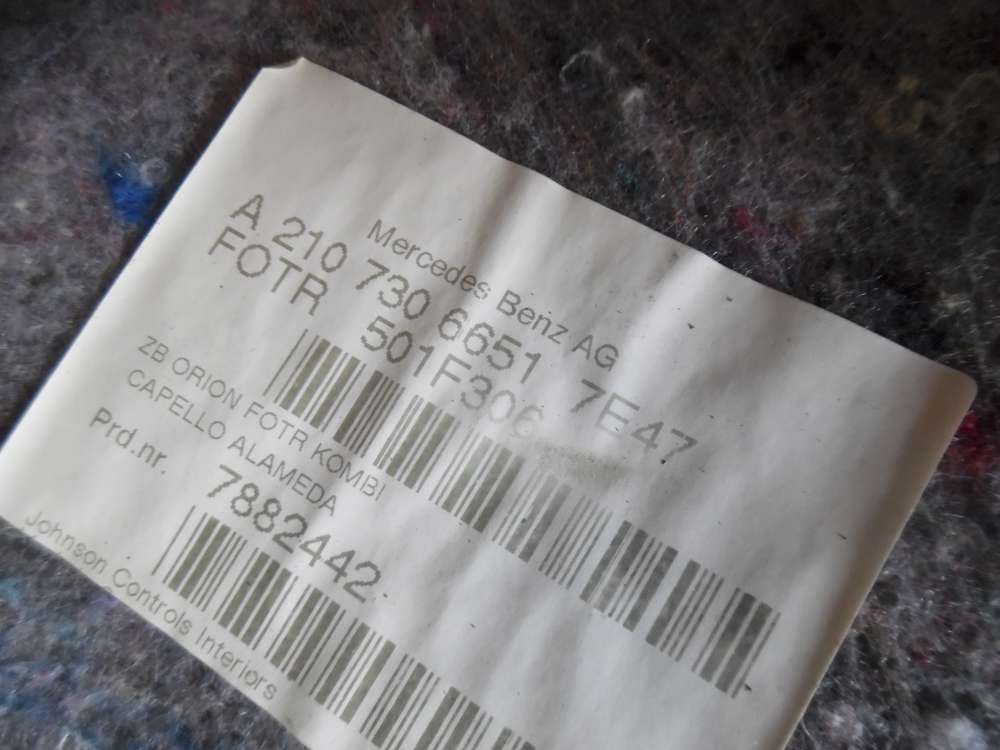 Mercedes Benz AG
A 210 730 6651 7E47
FOTR 501F306
ZB ORION FOTR KOMBI
CAPELLO ALAMEDA
Prd.nr. 7882442
Johnson Controls Interiors